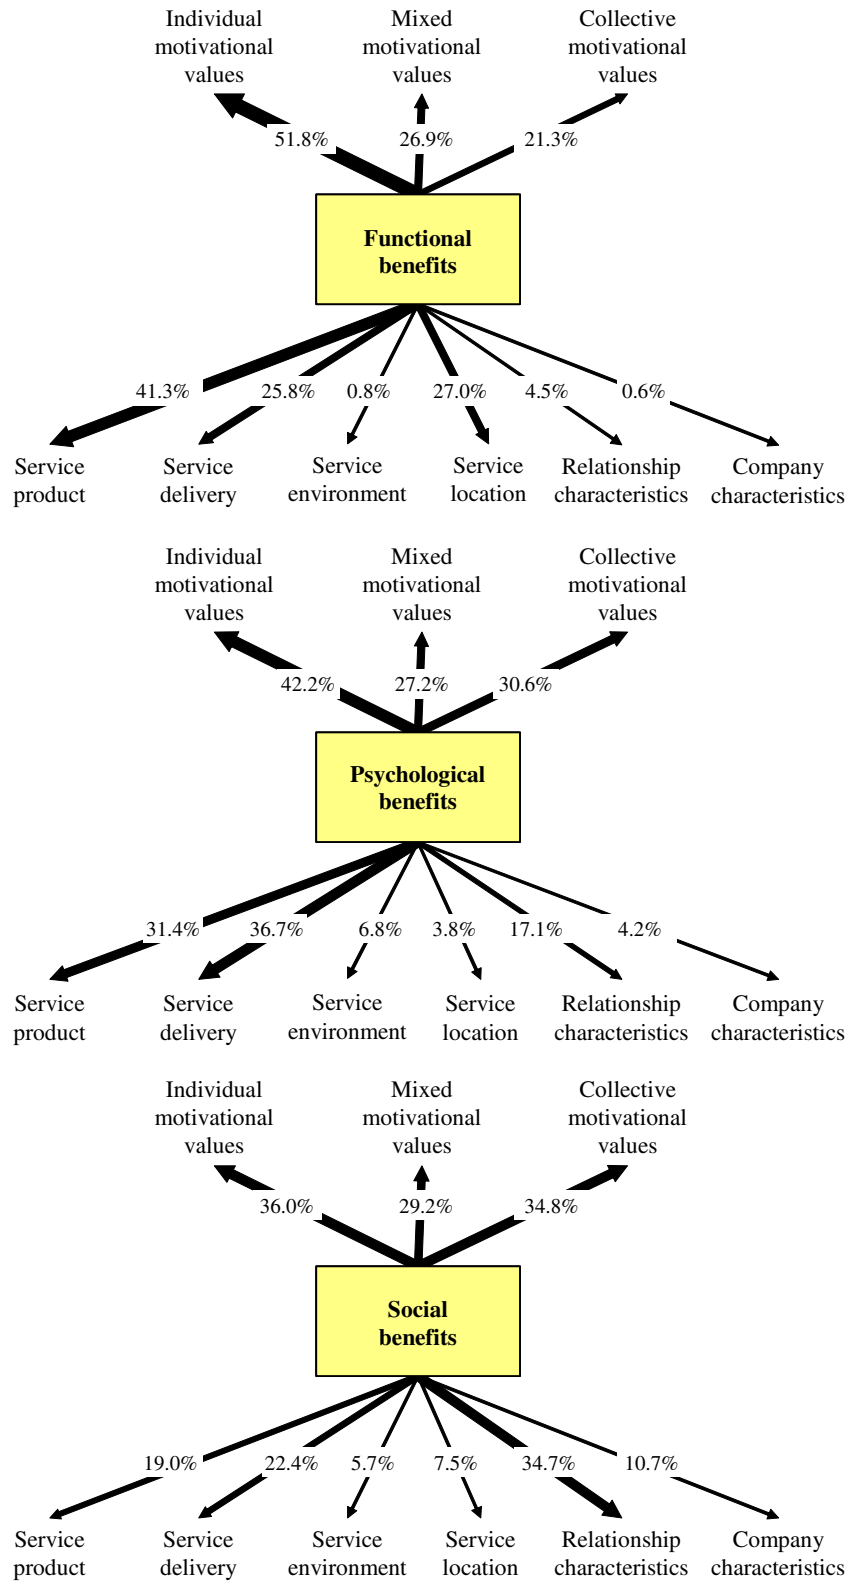 Individual
motivational
values
Mixed
motivational
values
Collective
motivational
values
51.8%
26.9%
21.3%
Functional
benefits
41.3%
25.8%
0.8%
27.0%
4.5%
0.6%
Service
product
Service
delivery
Service
environment
Service
location
Relationship
characteristics
Company
characteristics
Individual
motivational
values
Mixed
motivational
values
Collective
motivational
values
42.2%
27.2%
30.6%
Psychological
benefits
31.4%
36.7%
6.8%
3.8%
17.1%
4.2%
Service
product
Service
delivery
Service
environment
Service
location
Relationship
characteristics
Company
characteristics
Individual
motivational
values
Mixed
motivational
values
Collective
motivational
values
36.0%
29.2%
34.8%
Social
benefits
19.0%
22.4%
5.7%
7.5%
34.7%
10.7%
Service
product
Service
delivery
Service
environment
Service
location
Relationship
characteristics
Company
characteristics